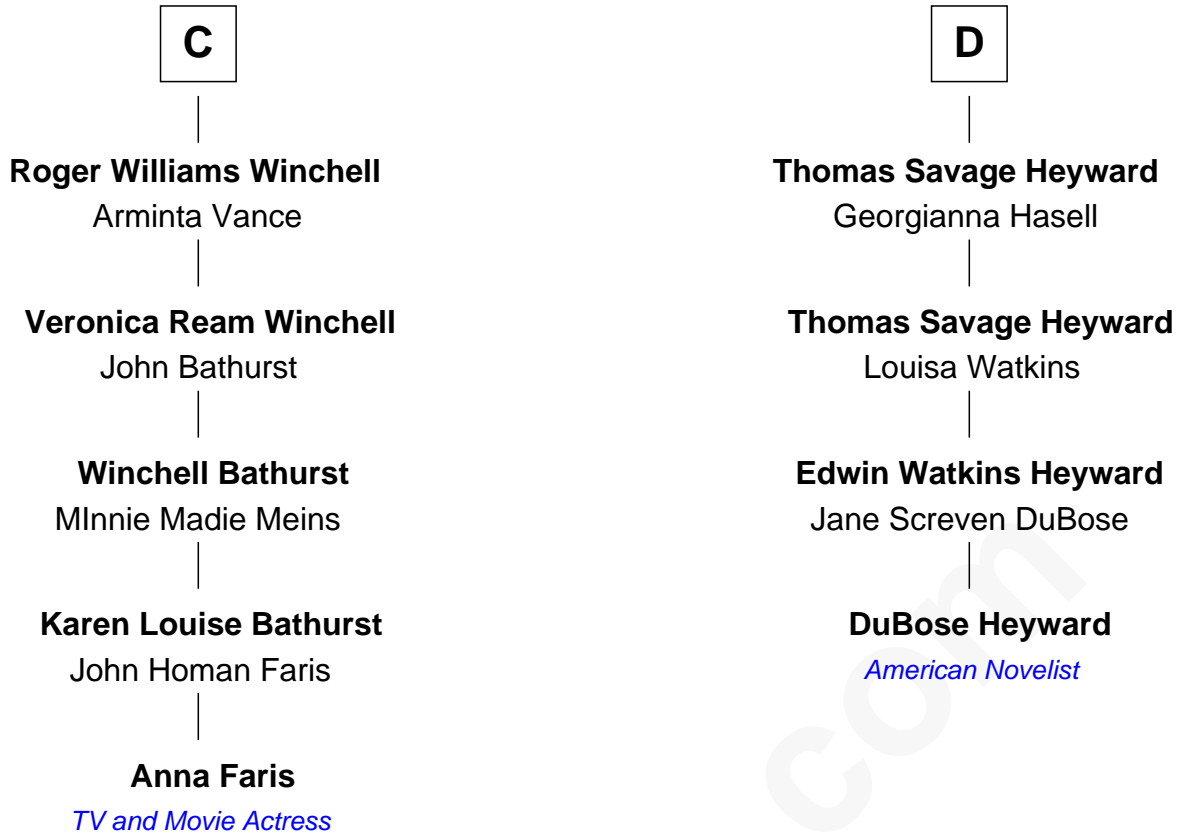 C
Roger Williams Winchell
Arminta Vance
Veronica Ream Winchell
John Bathurst
Winchell Bathurst
MInnie Madie Meins
Karen Louise Bathurst
John Homan Faris
Anna Faris
TV and Movie Actress
D
Thomas Savage Heyward
Georgianna Hasell
Thomas Savage Heyward
Louisa Watkins
Edwin Watkins Heyward
Jane Screven DuBose
DuBose Heyward
American Novelist
com